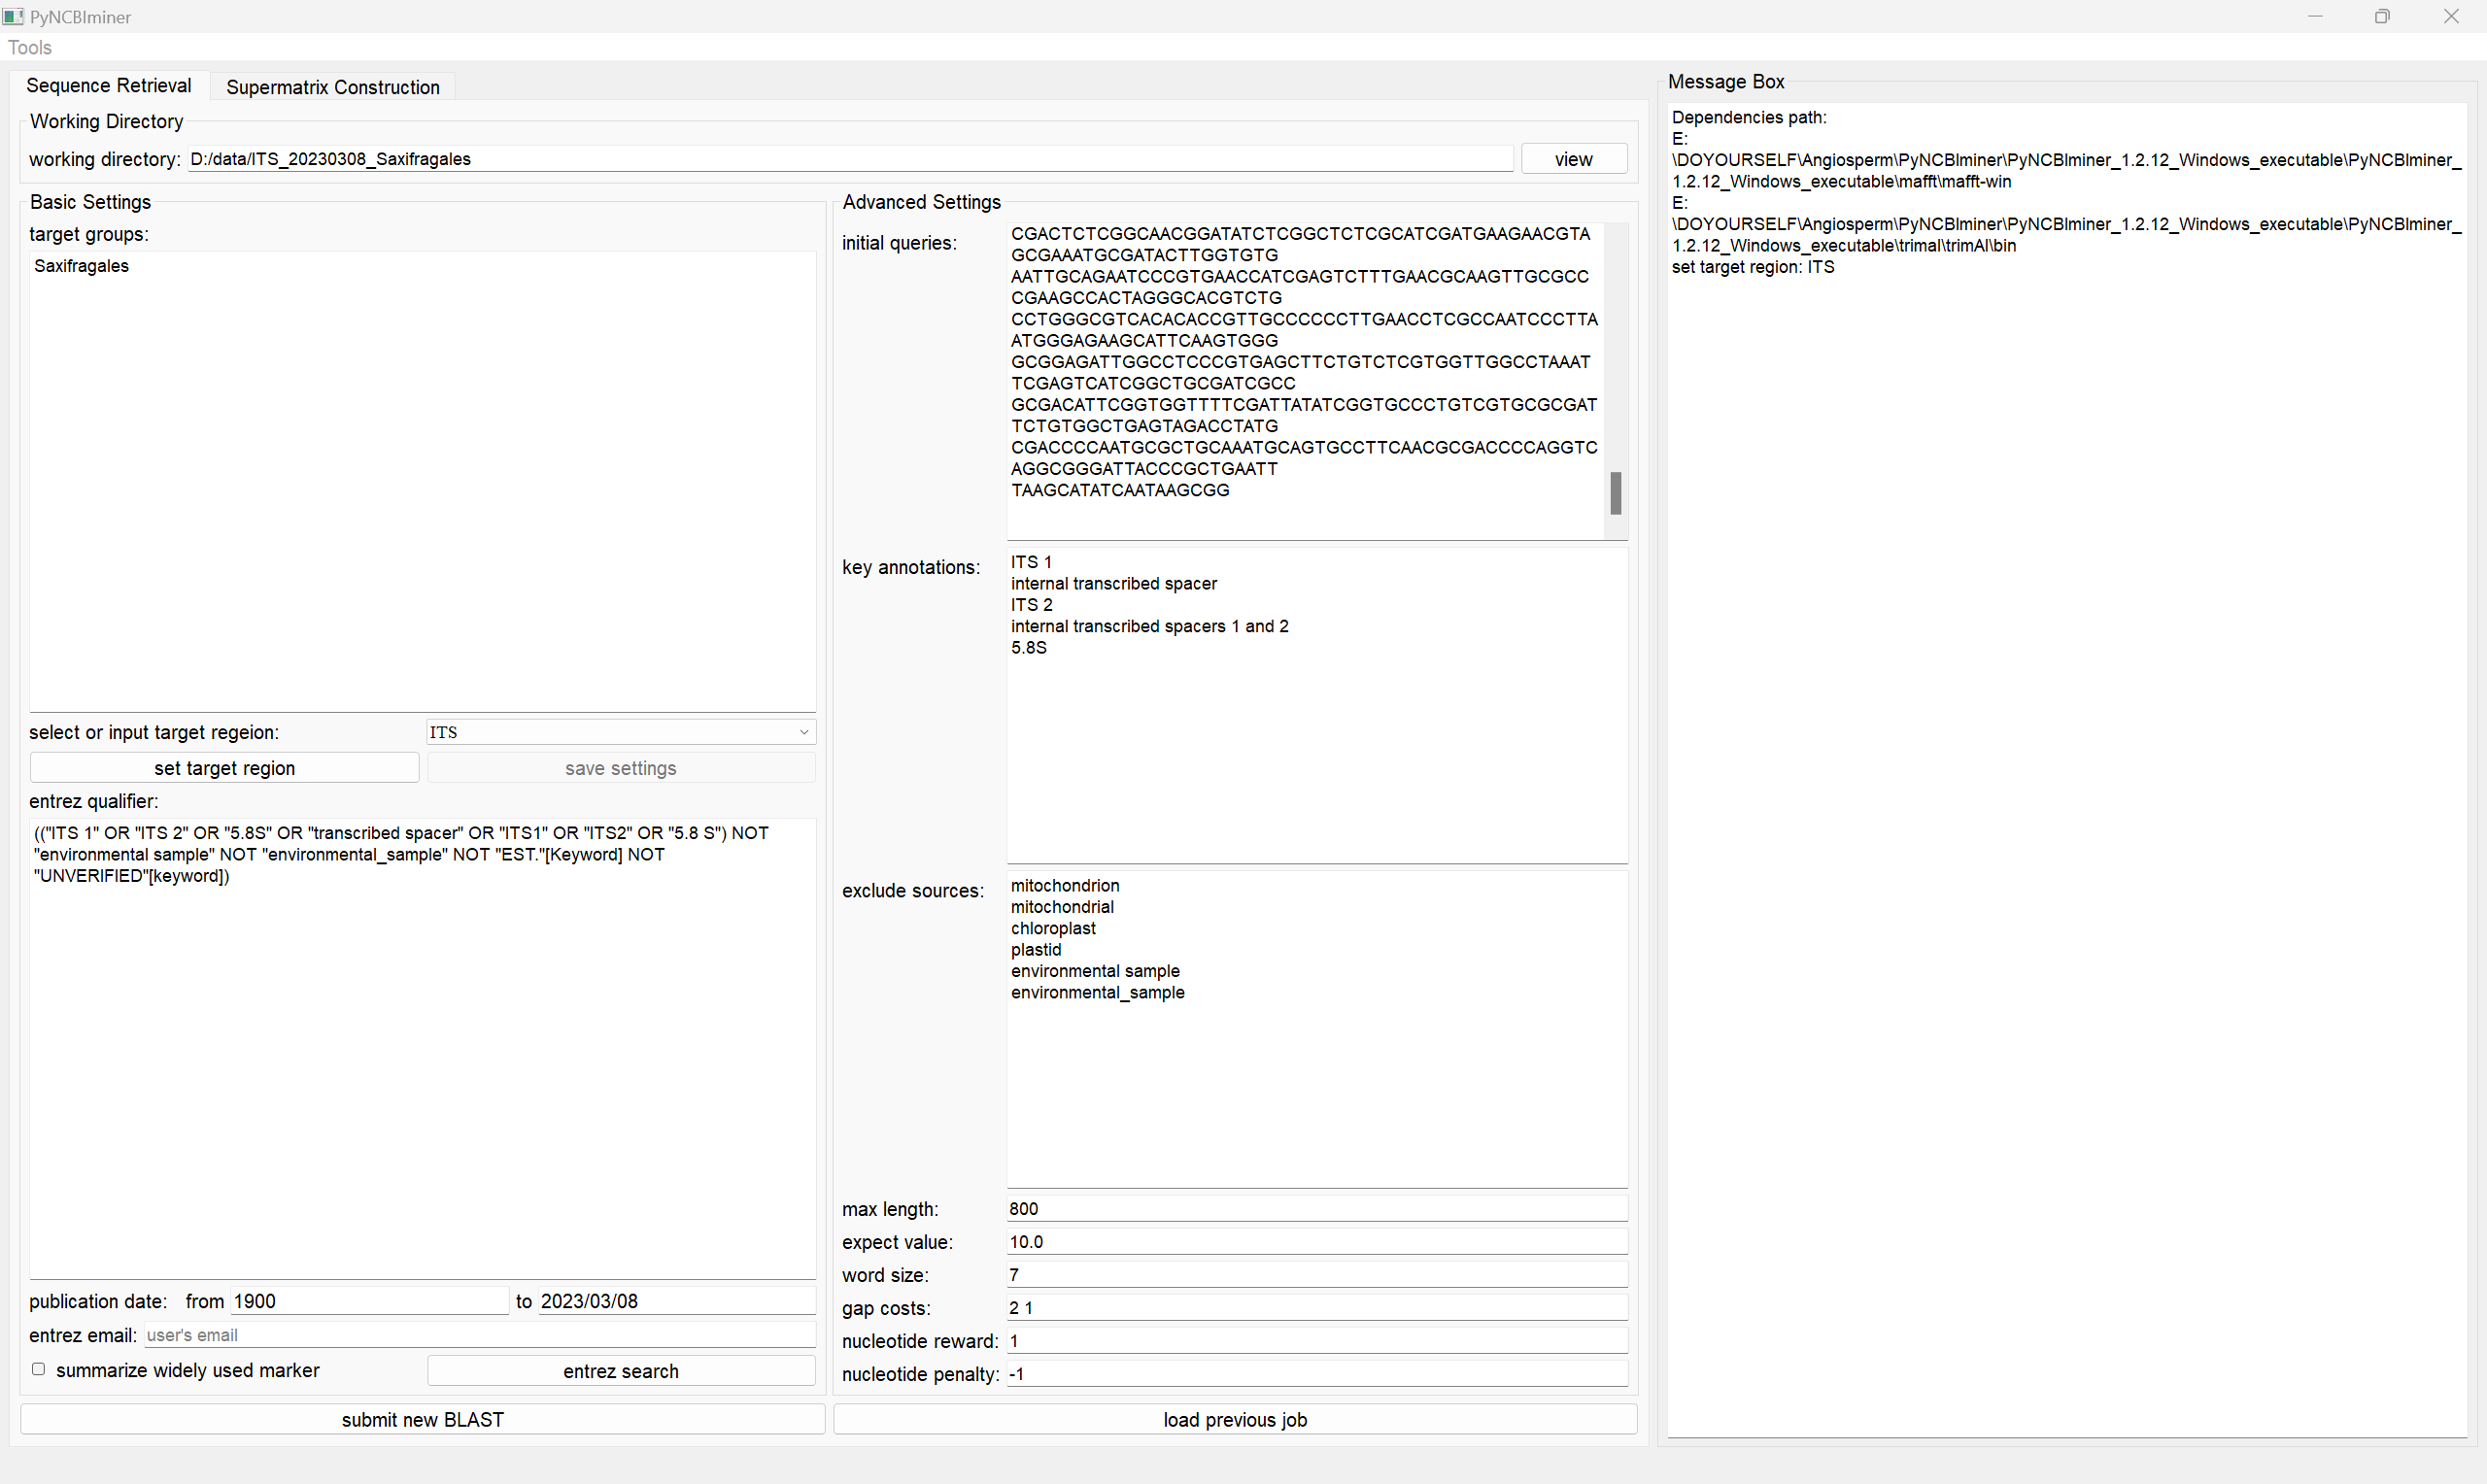 PyNCBIminer
Tools
Sequence Retrieval
Supermatrix Construction
Working Directory
working directory: D:/data/ITS_20230308_Saxifragales
view
Basic Settings
target groups:
Saxifragales
select or input target regeion: ITS
set target region
save settings
entrez qualifier:
(("ITS 1" OR "ITS 2" OR "5.8S" OR "transcribed spacer" OR "ITS1" OR "ITS2" OR "5.8 S") NOT
"environmental sample" NOT "environmental_sample" NOT "EST."[Keyword] NOT
"UNVERIFIED"[keyword])
publication date: from 1900 to 2023/03/08
entrez email: user's email
summarize widely used marker
entrez search
submit new BLAST
Advanced Settings
initial queries:
CGACTCTCGGCAACGGATATCTCGGCTCTCGCATCGATGAAGAACGTA
GCGAAATGCGATACTTGGTGTG
AATTGCAGAATCCCGTGAACCATCGAGTCTTTGAACGCAAGTTGCGCC
CGAAGCCACTAGGGCACGTCTG
CCTGGGCGTCACACACCGTTGCCCCCCTTGAACCTCGCCAATCCCTTA
ATGGGAGAAGCATTCAAGTGGG
GCGGAGATTGGCCTCCCGTGAGCTTCTGTCTCGTGGTTGGCCTAAAT
TCGAGTCATCGGCTGCGATCGCC
GCGACATTCGGTGGTTTTCGATTATATCGGTGCCCTGTCGTGCGCGAT
TCTGTGGCTGAGTAGACCTATG
CGACCCCAATGCGCTGCAAATGCAGTGCCTTCAACGCGACCCCAGGTC
AGGCGGGATTACCCGCTGAATT
TAAGCATATCAATAAGCGG
key annotations:
ITS 1
internal transcribed spacer
ITS 2
internal transcribed spacers 1 and 2
5.8S
exclude sources:
mitochondrion
mitochondrial
chloroplast
plastid
environmental sample
environmental_sample
max length: 800
expect value: 10.0
word size: 7
gap costs: 2 1
nucleotide reward: 1
nucleotide penalty: -1
load previous job
Message Box
Dependencies path:
E:
\DOYOURSELF\Angiosperm\PyNCBIminer\PyNCBIminer_1.2.12_Windows_executable\PyNCBIminer_
1.2.12_Windows_executable\mafft\mafft-win
E:
\DOYOURSELF\Angiosperm\PyNCBIminer\PyNCBIminer_1.2.12_Windows_executable\PyNCBIminer_
1.2.12_Windows_executable\trimal\trimAl\bin
set target region: ITS